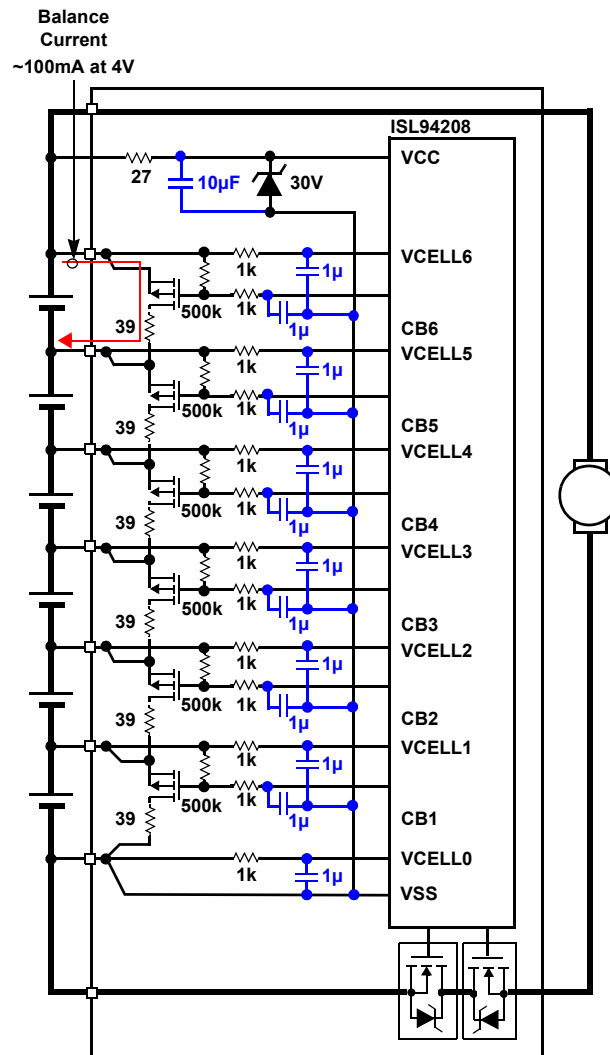 Balance
Current
~100mA at 4V
ISL94208
VCC
27
10µF
30V
VCELL6
1k
1µ
500k
1k
1µ
39
CB6
VCELL5
1k
1µ
500k
1k
1µ
39
CB5
VCELL4
1k
1µ
500k
1k
1µ
39
CB4
VCELL3
1k
1µ
500k
1k
1µ
39
CB3
VCELL2
1k
1µ
500k
1k
1µ
39
CB2
VCELL1
1k
1µ
500k
1k
1µ
39
CB1
VCELL0
1k
1µ
VSS